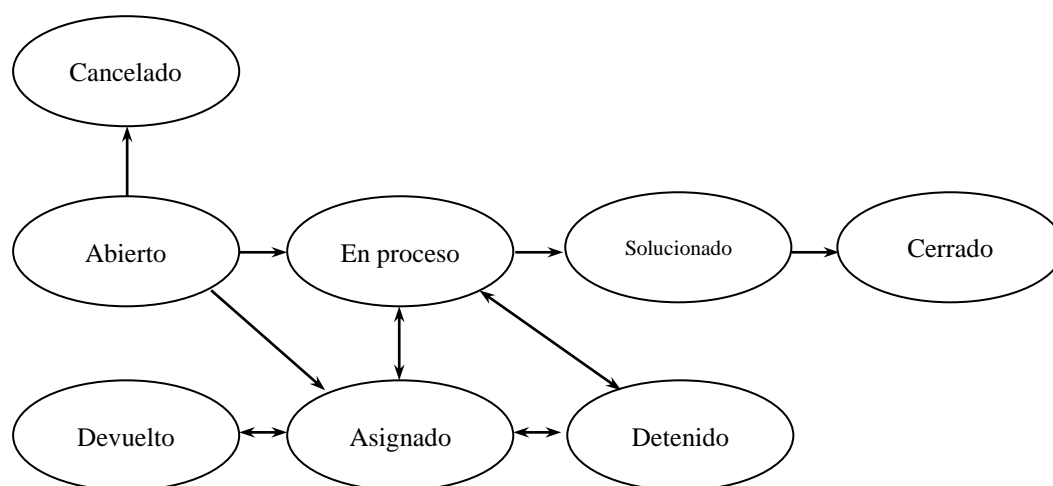 Cancelado
Abierto
En proceso
Solucionado
Cerrado
Devuelto
Asignado
Detenido